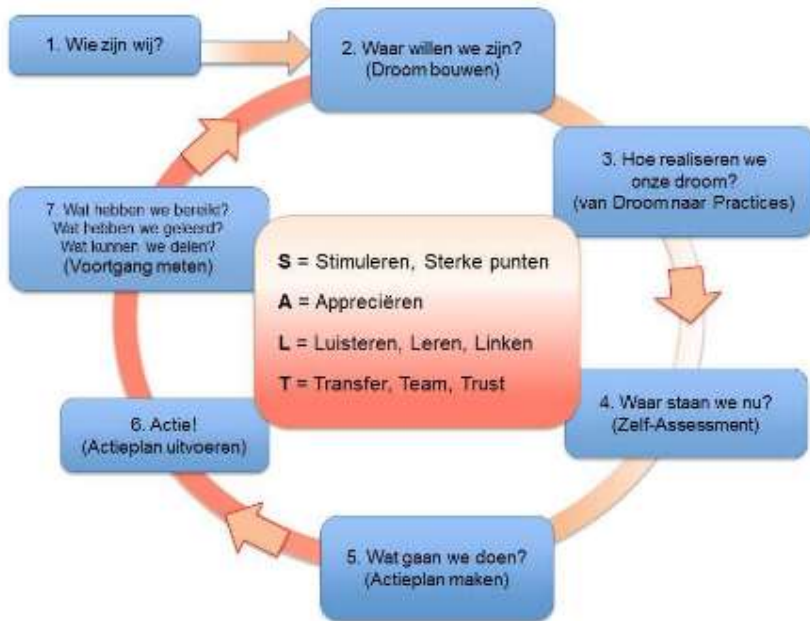 1. Wie zijn wij?
2. Waar willen we zijn?
(Droom bouwen)
3. Hoe realiseren we
onze droom?
(van Droom naar Practices)
4. Waar staan we nu?
(Zelf-Assessment)
5. Wat gaan we doen?
(Actieplan maken)
6. Actie!
(Actieplan uitvoeren)
7. Wat hebben we bereikt?
Wat hebben we geleerd?
Wat kunnen we delen?
(Voortgang meten)
S = Stimuleren, Sterke punten
A = Appreciëren
L = Luisteren, Leren, Linken
T = Transfer, Team, Trust